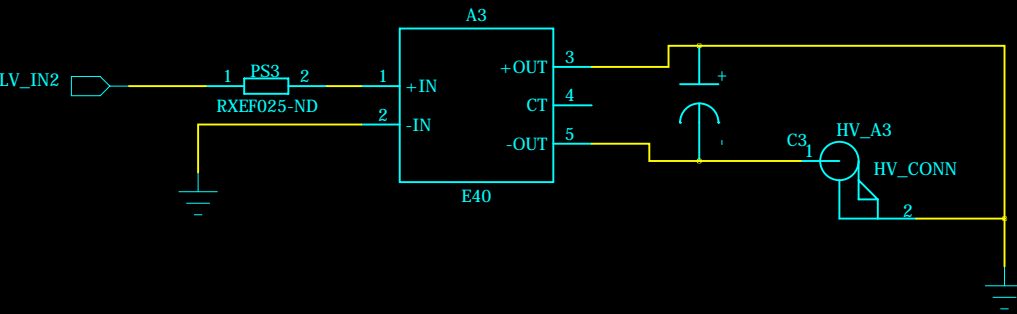 A3
LV_IN2
1
PS3
2
RXEF025-ND
1
+IN
2
-IN
+OUT
3
CT
4
-OUT
5
E40
+
-
C3
1
HV_A3
HV_CONN
2